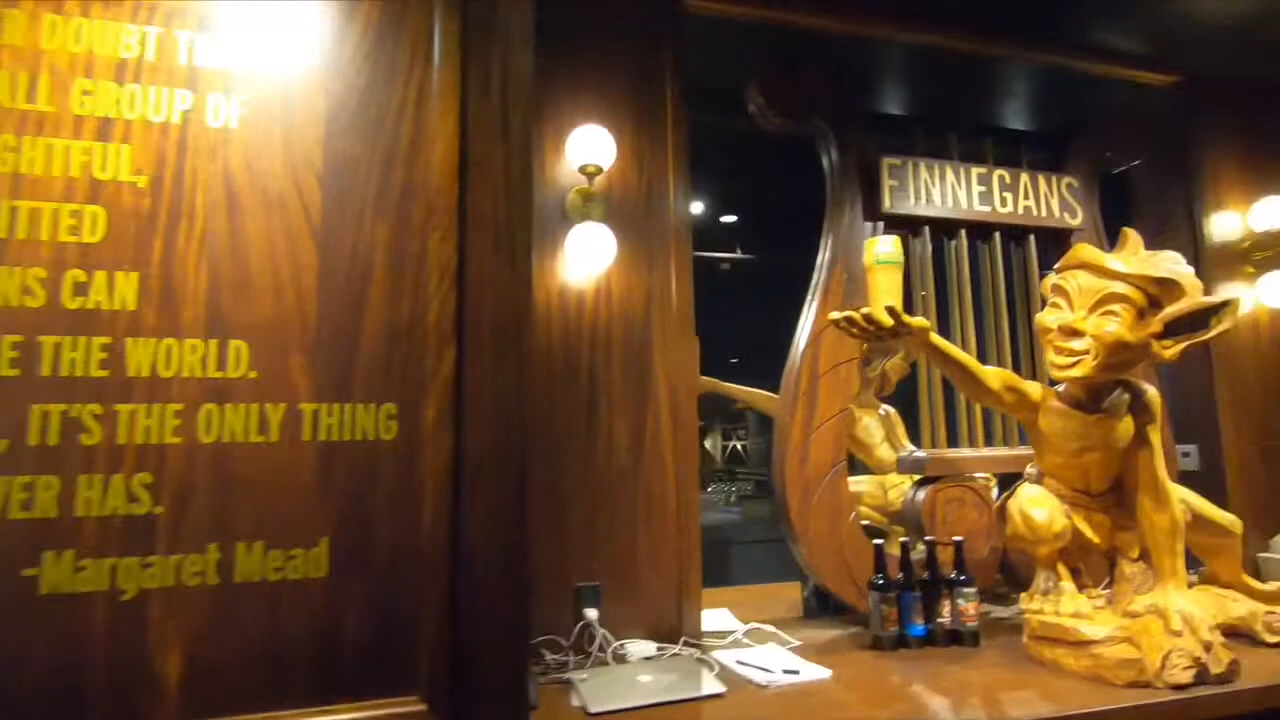 DOUBT
ALL GROUP OF
GHTFUL,
ITTED
NS CAN
E THE WORLD.
, IT'S THE ONLY THING
VER HAS.
-Margaret Mead
FINNEGANS